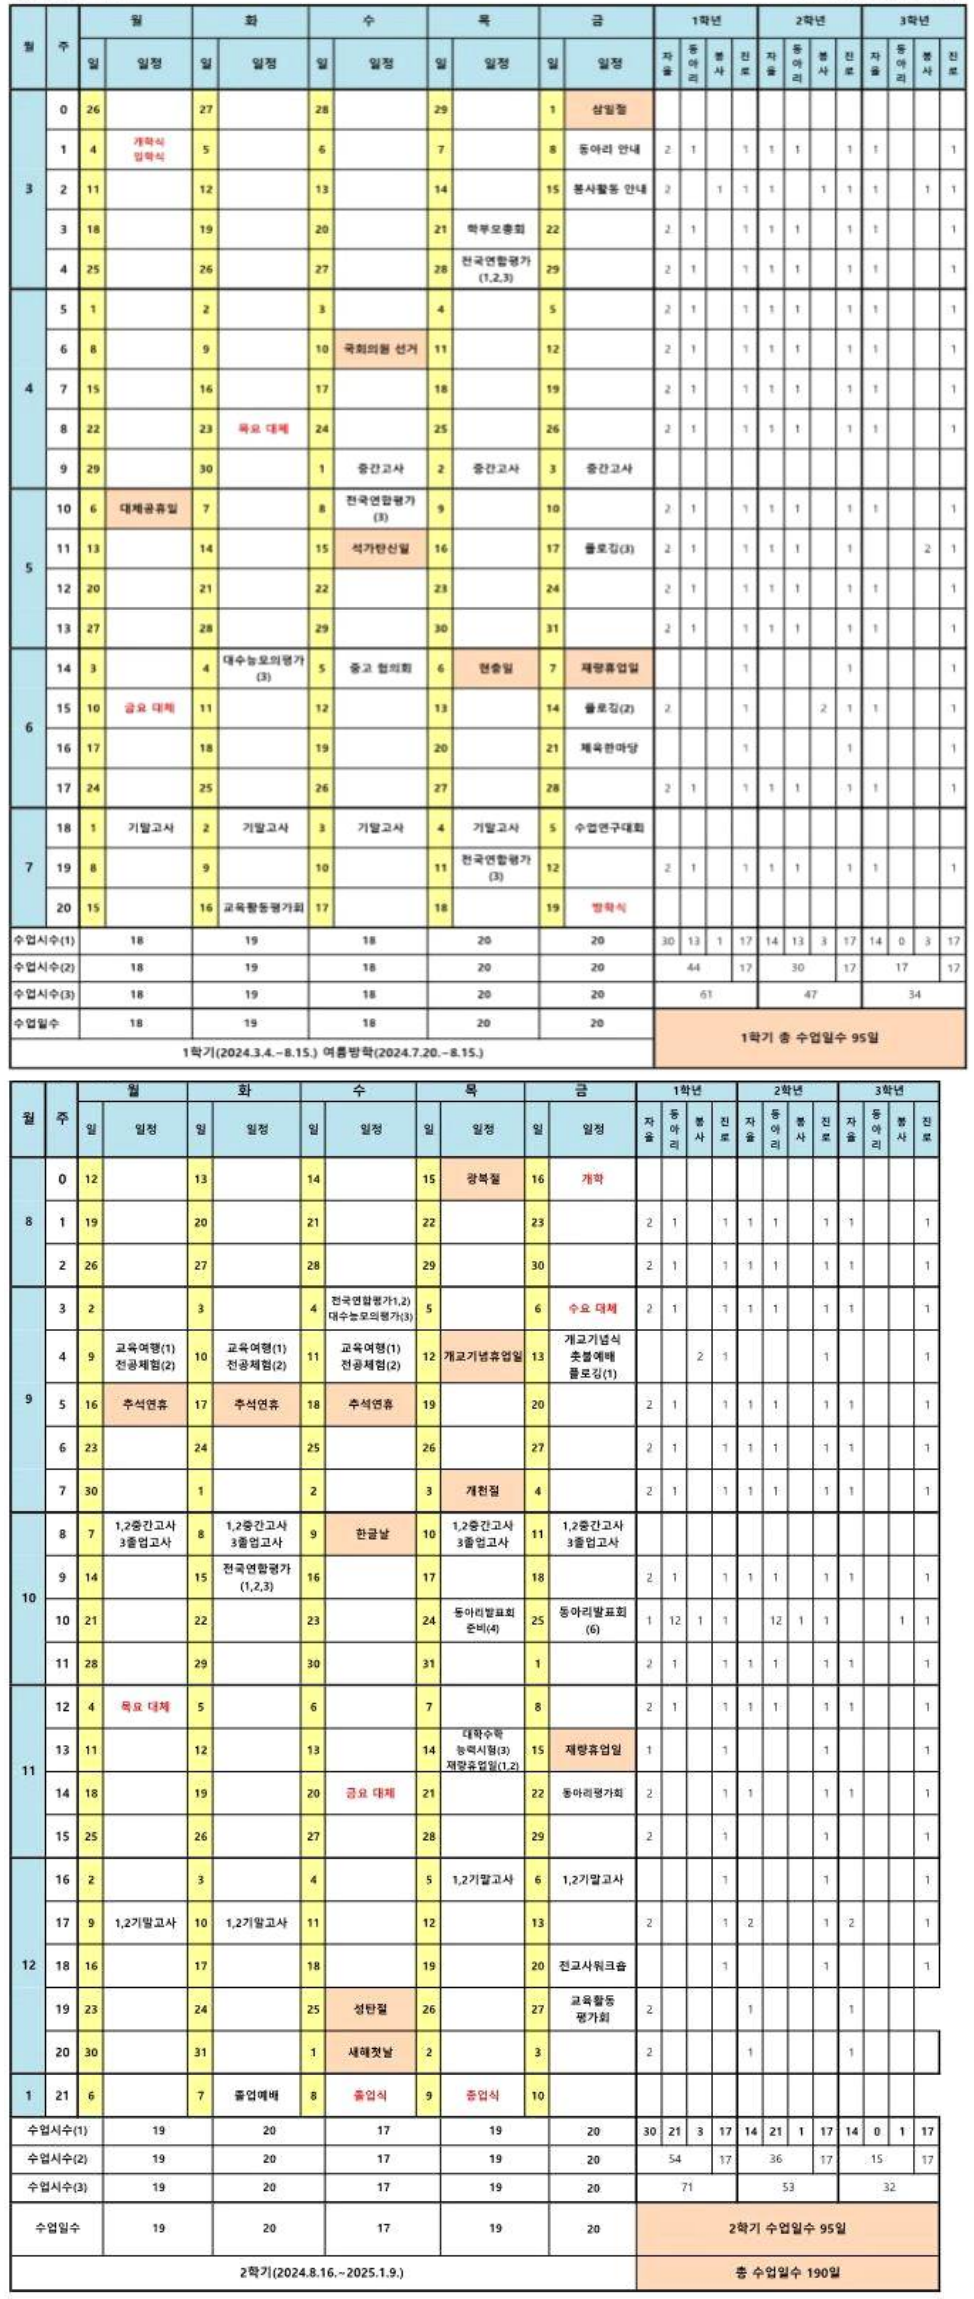 월 주 월 화 수 목 금 1학년 2학년 3학년
일 일정 일 일정 일 일정 일 일정 일 일정 자율 동아리 봉사 진로 자율 동아리 봉사 진로 자율 동아리 봉사 진로
3
0 26 27 28 29 1 삼일절
1 4 개학식 입학식 5 6 7 8 동아리 안내 2 1 1 1 1 1 1 1
2 11 12 13 14 15 봉사활동 안내 2 1 1 1 1 1 1 1 1
3 18 19 20 21 학부모총회 22 2 1 1 1 1 1 1 1
4 25 26 27 28 전국연합평가 (1,2,3) 29 2 1 1 1 1 1 1 1
4
5 1 2 3 4 5 2 1 1 1 1 1 1 1
6 8 9 10 국회의원 선거 11 12 2 1 1 1 1 1 1 1
7 15 16 17 18 19 2 1 1 1 1 1 1 1
8 22 23 목요 대체 24 25 26 2 1 1 1 1 1 1 1
9 29 30 1 중간고사 2 중간고사 3 중간고사
5
10 6 대체공휴일 7 8 전국연합평가 (3) 9 10 2 1 1 1 1 1 1 1
11 13 14 15 석가탄신일 16 17 플로깅(3) 2 1 1 1 1 1 2 1
12 20 21 22 23 24 2 1 1 1 1 1 1 1
13 27 28 29 30 31 2 1 1 1 1 1 1 1
6
14 3 4 대수능모의평가 (3) 5 중고 협의회 6 현충일 7 재량휴업일 1 1 1
15 10 금요 대체 11 12 13 14 플로깅(2) 2 1 2 1 1 1
16 17 18 19 20 21 체육한마당 1 1 1
17 24 25 26 27 28 2 1 1 1 1 1 1 1
7
18 1 기말고사 2 기말고사 3 기말고사 4 기말고사 5 수업연구대회
19 8 9 10 11 전국연합평가 (3) 12 2 1 1 1 1 1 1 1
20 15 16 교육활동평가회 17 18 19 방학식
수업시수(1) 18 19 18 20 20 30 13 1 17 14 13 3 17 14 0 3 17
수업시수(2) 18 19 18 20 20 44 17 30 17 17 17
수업시수(3) 18 19 18 20 20 61 47 34
수업일수 18 19 18 20 20 1학기 총 수업일수 95일
1학기(2024.3.4.~8.15.) 여름방학(2024.7.20.~8.15.)
월 주 월 화 수 목 금 1학년 2학년 3학년
일 일정 일 일정 일 일정 일 일정 일 일정 자율 동아리 봉사 진로 자율 동아리 봉사 진로 자율 동아리 봉사 진로
8
0 12 13 14 15 광복절 16 개학
1 19 20 21 22 23 2 1 1 1 1 1 1 1
2 26 27 28 29 30 2 1 1 1 1 1 1 1
9
3 2 3 4 전국연합평가1,2) 대수능모의평가(3) 5 6 수요 대체 2 1 1 1 1 1 1 1
4 9 교육여행(1) 전공체험(2) 10 교육여행(1) 전공체험(2) 11 교육여행(1) 전공체험(2) 12 개교기념휴업일 13 개교기념식 촛불예배 플로깅(1) 2 1 1 1
5 16 추석연휴 17 추석연휴 18 추석연휴 19 20 2 1 1 1 1 1 1 1
6 23 24 25 26 27 2 1 1 1 1 1 1 1
7 30 1 2 3 개천절 4 2 1 1 1 1 1 1 1
10
8 7 1,2중간고사 3졸업고사 8 1,2중간고사 3졸업고사 9 한글날 10 1,2중간고사 3졸업고사 11 1,2중간고사 3졸업고사
9 14 15 전국연합평가 (1,2,3) 16 17 18 2 1 1 1 1 1 1 1
10 21 22 23 24 동아리발표회 준비(4) 25 동아리발표회 (6) 1 12 1 1 12 1 1 1 1
11 28 29 30 31 1 2 1 1 1 1 1 1 1
11
12 4 목요 대체 5 6 7 8 2 1 1 1 1 1 1 1
13 11 12 13 14 대학수학 능력시험(3) 재량휴업일(1,2) 15 재량휴업일 1 1 1 1
14 18 19 20 금요 대체 21 22 동아리평가회 2 1 1 1 1 1
15 25 26 27 28 29 2 1 1 1
12
16 2 3 4 5 1,2기말고사 6 1,2기말고사 1 1 1
17 9 1,2기말고사 10 1,2기말고사 11 12 13 2 1 2 1 2 1
18 16 17 18 19 20 전교사워크숍 1 1 1
19 23 24 25 성탄절 26 27 교육활동 평가회 2 1 1
20 30 31 1 새해첫날 2 3 2 1 1
1 21 6 7 졸업예배 8 졸업식 9 종업식 10
수업시수(1) 19 20 17 19 20 30 21 3 17 14 21 1 17 14 0 1 17
수업시수(2) 19 20 17 19 20 54 17 36 17 15 17
수업시수(3) 19 20 17 19 20 71 53 32
수업일수 19 20 17 19 20 2학기 수업일수 95일
2학기(2024.8.16.~2025.1.9.) 총 수업일수 190일